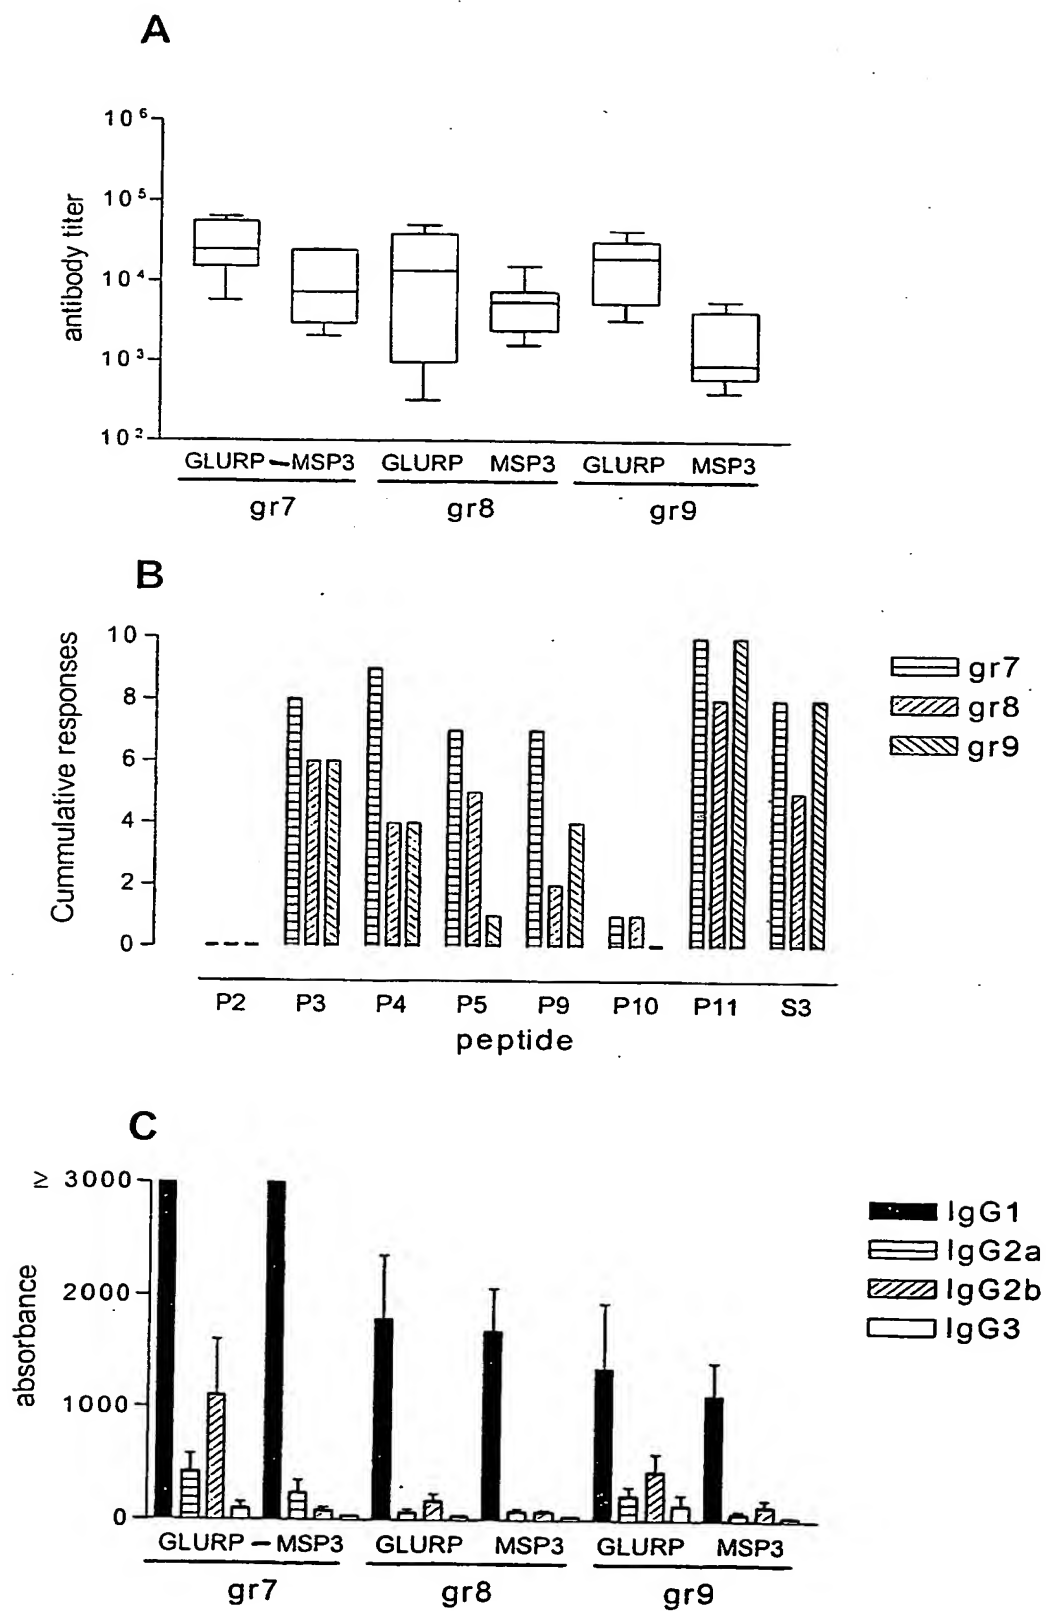 A
10⁶
10⁵
10⁴
10³
10²
antibody titer
GLURP – MSP3 GLURP MSP3 GLURP MSP3
gr7 gr8 gr9
B
10
8
6
4
2
0
Cummulative responses
gr7
gr8
gr9
P2 P3 P4 P5 P9 P10 P11 S3
peptide
C
≥ 3000
2000
1000
0
absorbance
IgG1
IgG2a
IgG2b
IgG3
GLURP – MSP3 GLURP MSP3 GLURP MSP3
gr7 gr8 gr9